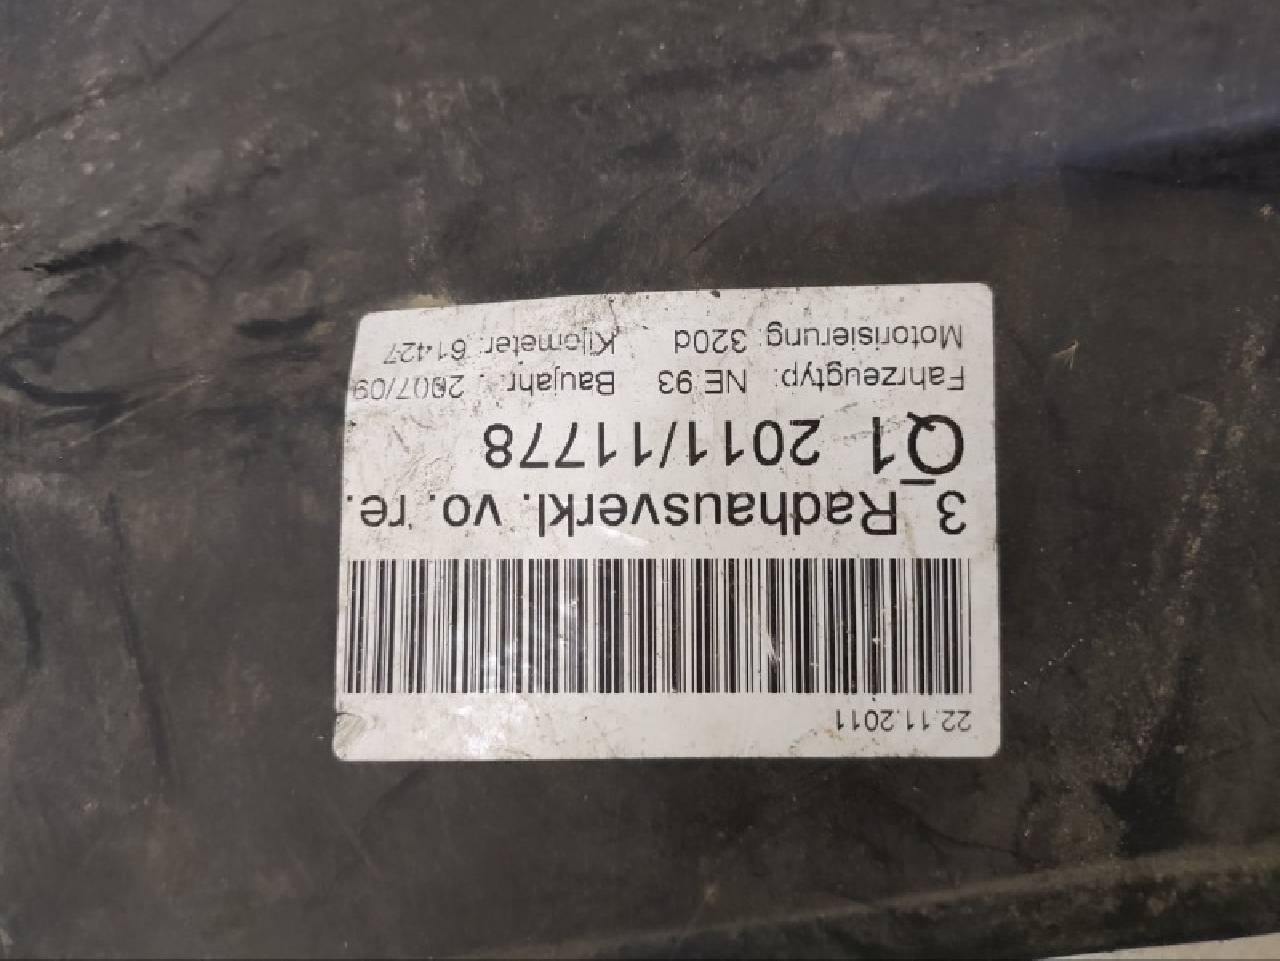 22.11.2011
3_Radhausverkl. vo. re.
Q1 2011/11778
Fahrzeugtyp: NE 93 Baujahr: 2007/09
Motorisierung: 320d Kilometer: 61427